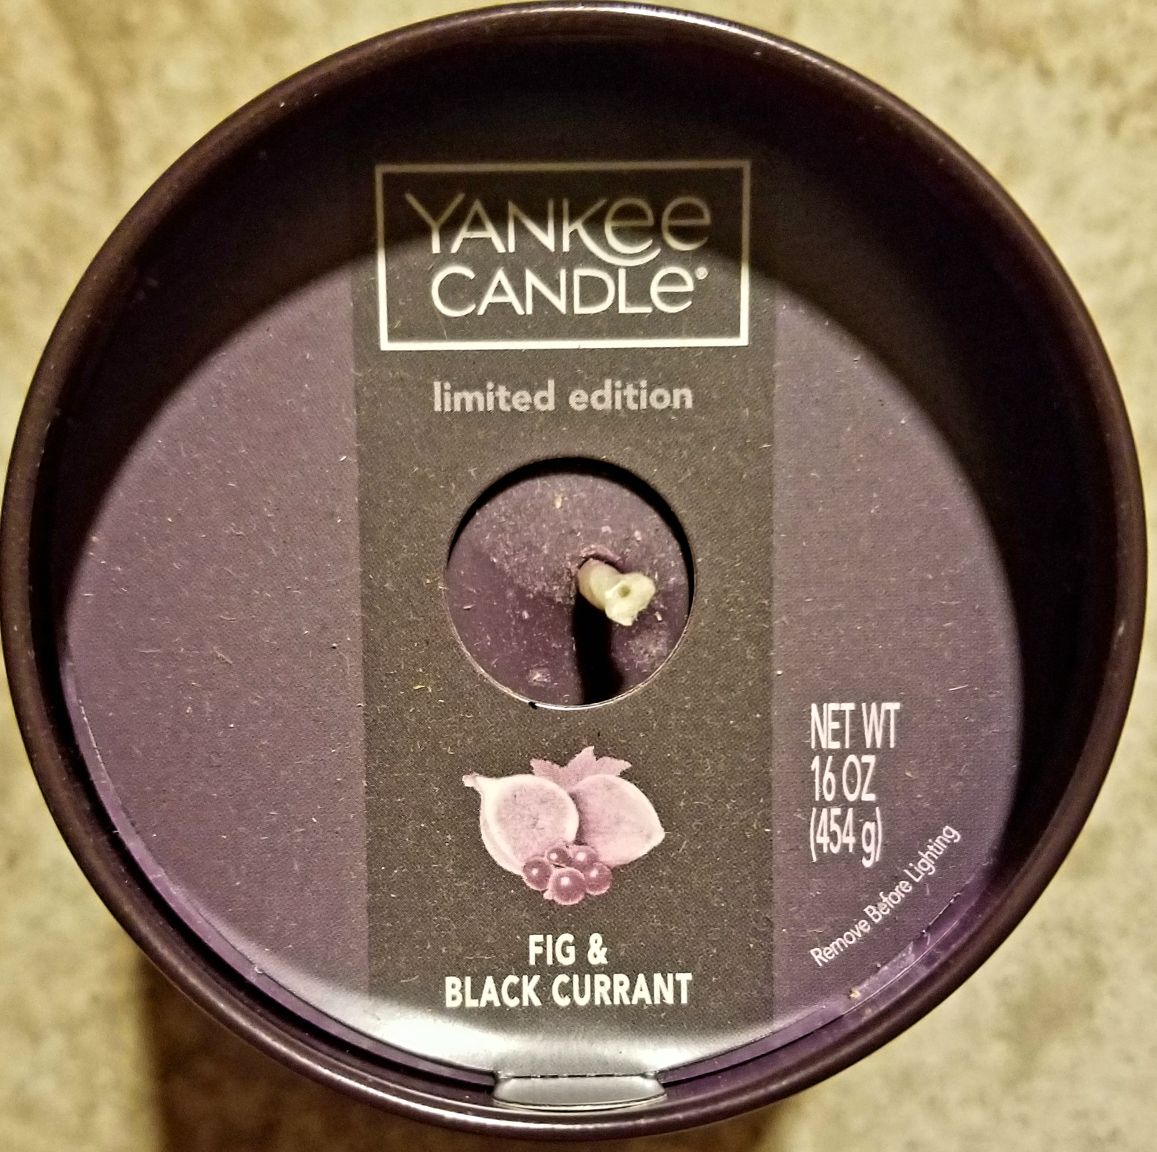 YANKEE
CANDLE®
limited edition
NET WT
16 OZ
(454 g)
Remove Before Lighting
FIG &
BLACK CURRANT